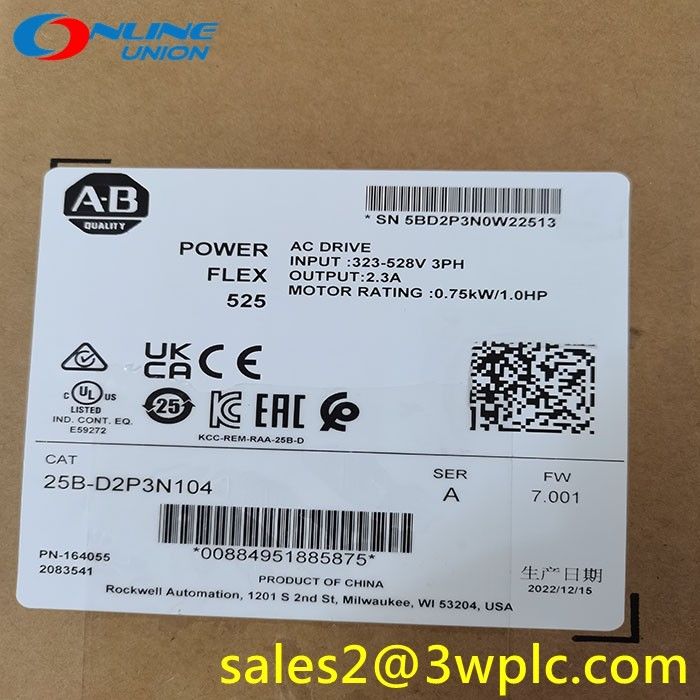 ONLINE
UNION
A-B
QUALITY
* SN 5BD2P3N0W22513
POWER
FLEX
525
AC DRIVE
INPUT :323-528V 3PH
OUTPUT:2.3A
MOTOR RATING :0.75kW/1.0HP
UK
CA CE
C UL US
LISTED
IND. CONT. EQ.
E59272
25
KC EAC
KCC-REM-RAA-25B-D
CAT
25B-D2P3N104
SER
A
FW
7.001
*00884951885875*
PN-164055
2083541
PRODUCT OF CHINA
Rockwell Automation, 1201 S 2nd St, Milwaukee, WI 53204, USA
生产日期
2022/12/15
sales2@3wplc.com